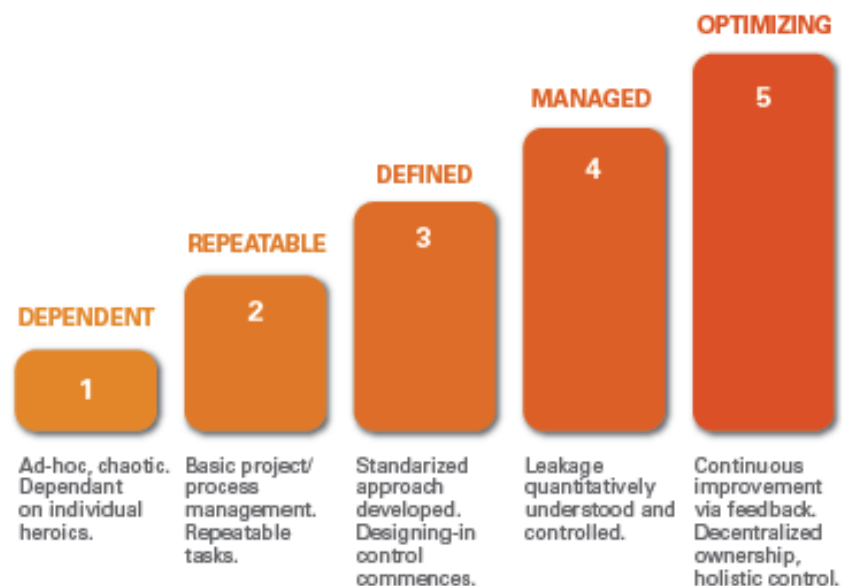 OPTIMIZING
5
MANAGED
4
DEFINED
3
REPEATABLE
2
DEPENDENT
1
Ad-hoc, chaotic.
Dependant
on individual
heroics.
Basic project/
process
management.
Repeatable
tasks.
Standarized
approach
developed.
Designing-in
control
commences.
Leakage
quantitatively
understood and
controlled.
Continuous
improvement
via feedback.
Decentralized
ownership,
holistic control.